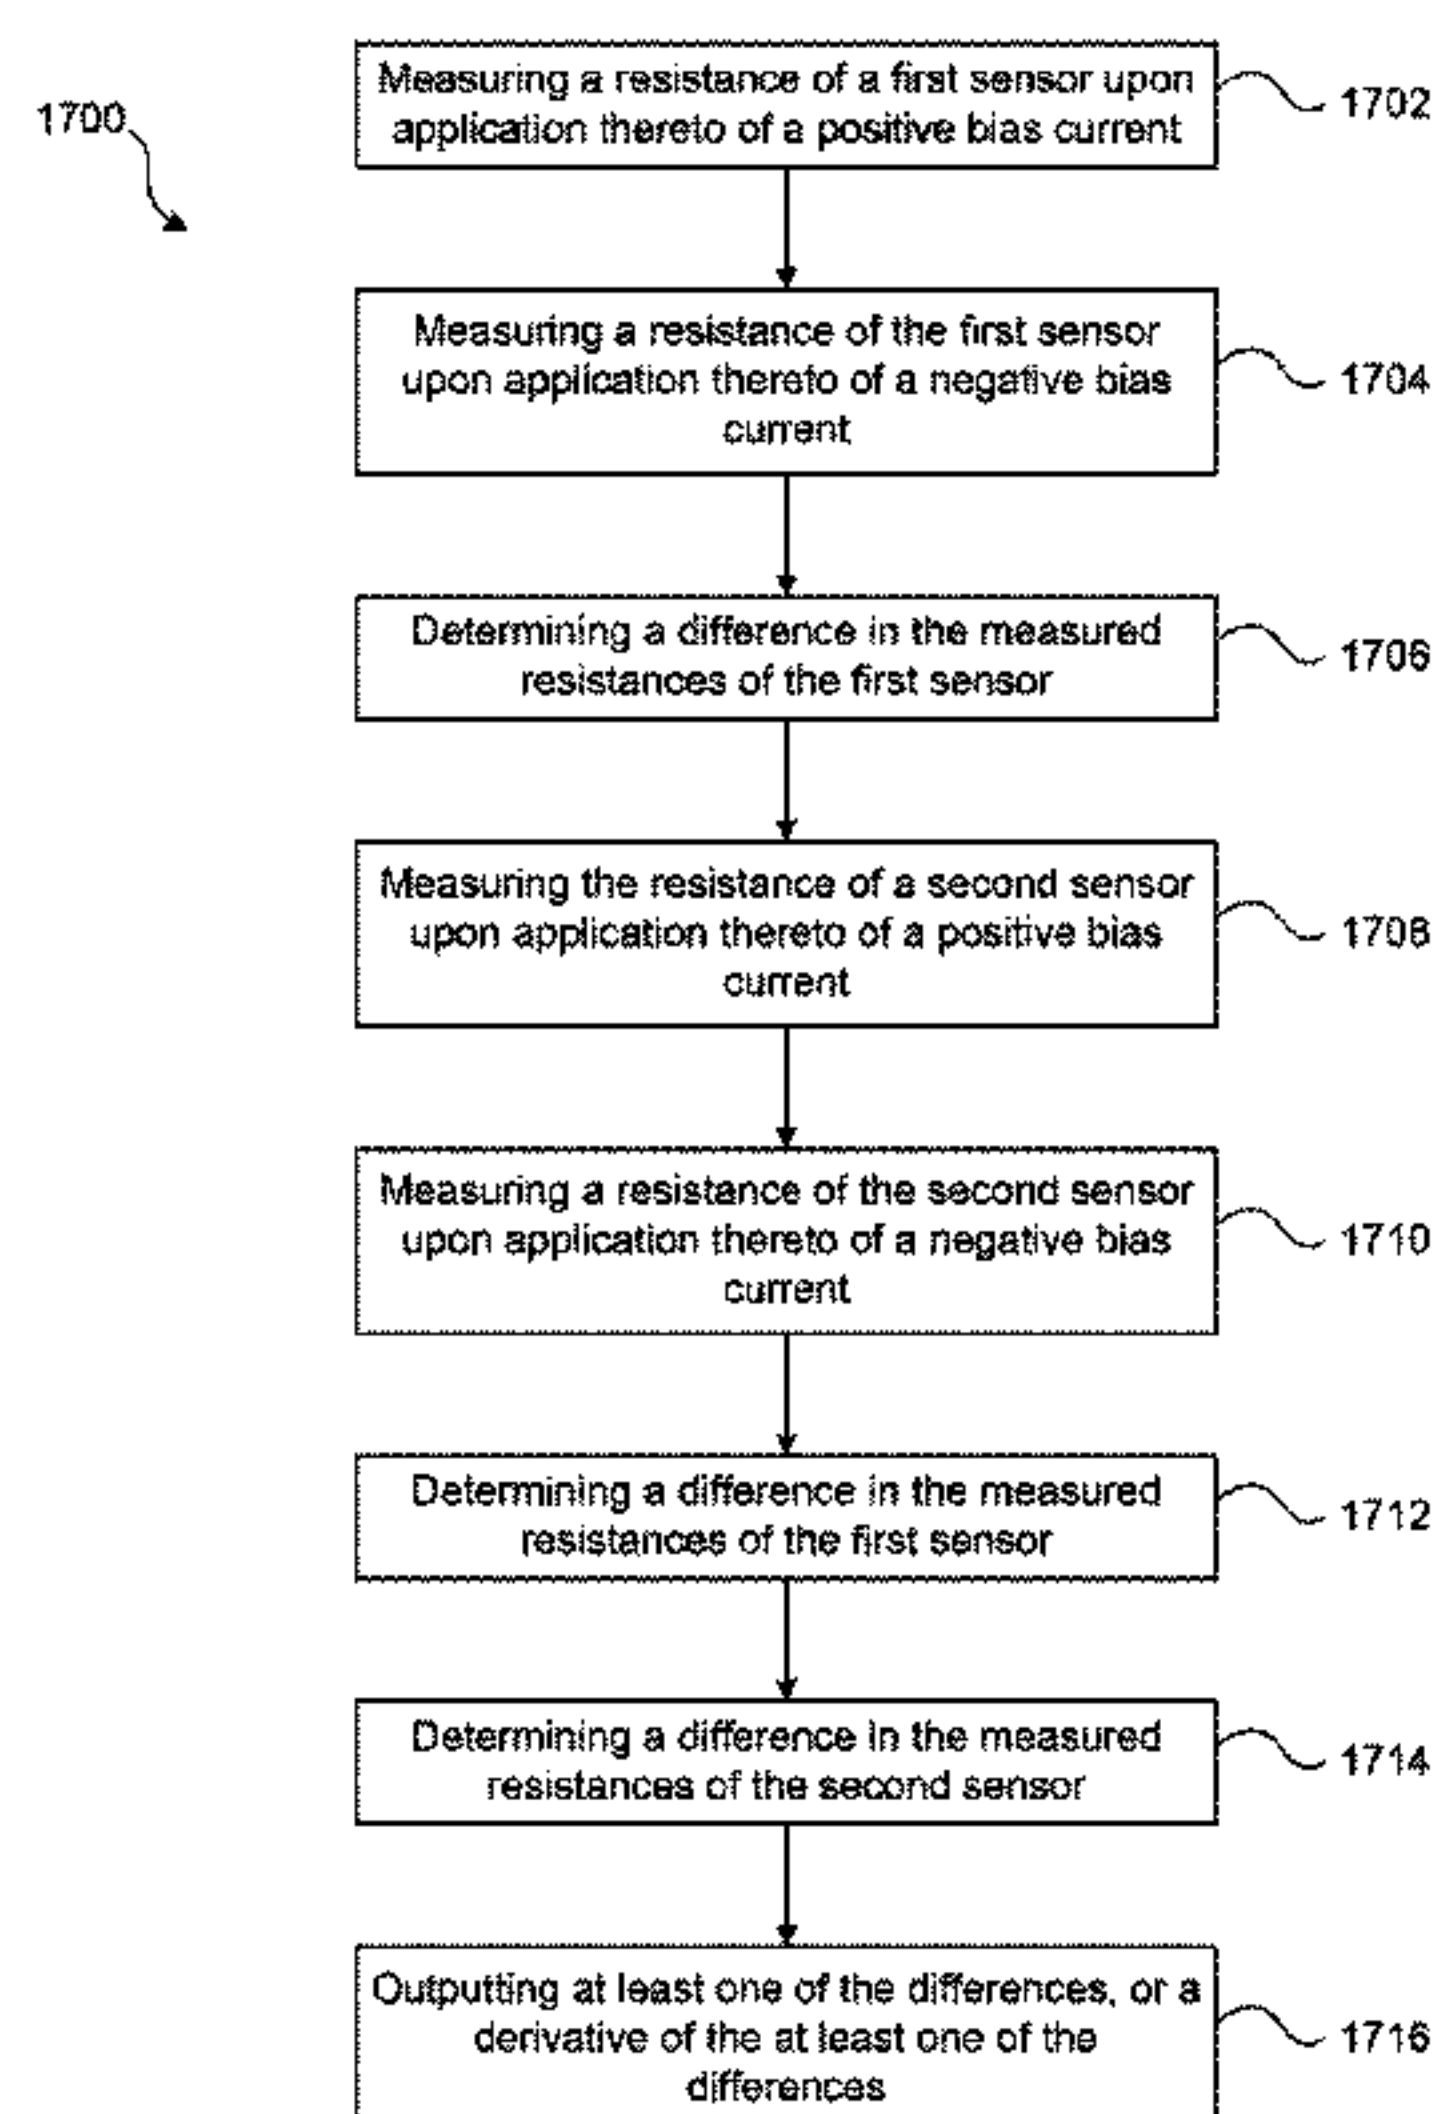 1700
Measuring a resistance of a first sensor upon
application thereto of a positive bias current
1702
Measuring a resistance of the first sensor
upon application thereto of a negative bias
current
1704
Determining a difference in the measured
resistances of the first sensor
1706
Measuring the resistance of a second sensor
upon application thereto of a positive bias
current
1708
Measuring a resistance of the second sensor
upon application thereto of a negative bias
current
1710
Determining a difference in the measured
resistances of the first sensor
1712
Determining a difference in the measured
resistances of the second sensor
1714
Outputting at least one of the differences, or a
derivative of the at least one of the
differences
1716